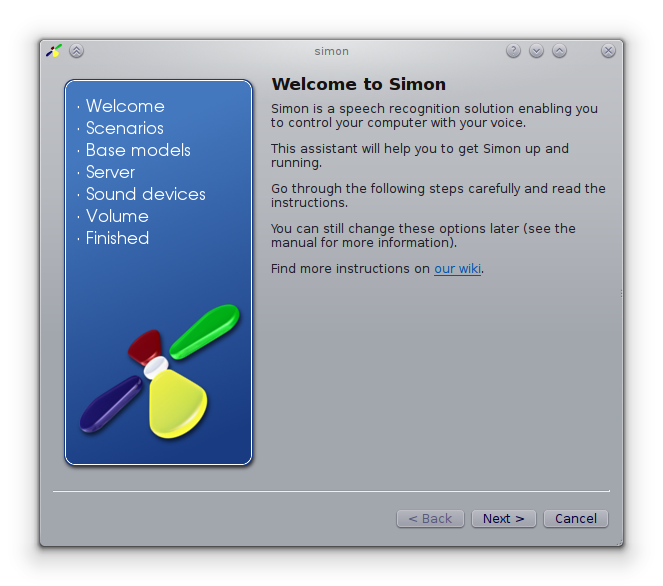 simon
· Welcome
· Scenarios
· Base models
· Server
· Sound devices
· Volume
· Finished
Welcome to Simon
Simon is a speech recognition solution enabling you
to control your computer with your voice.
This assistant will help you to get Simon up and
running.
Go through the following steps carefully and read the
instructions.
You can still change these options later (see the
manual for more information).
Find more instructions on our wiki.
< Back
Next >
Cancel